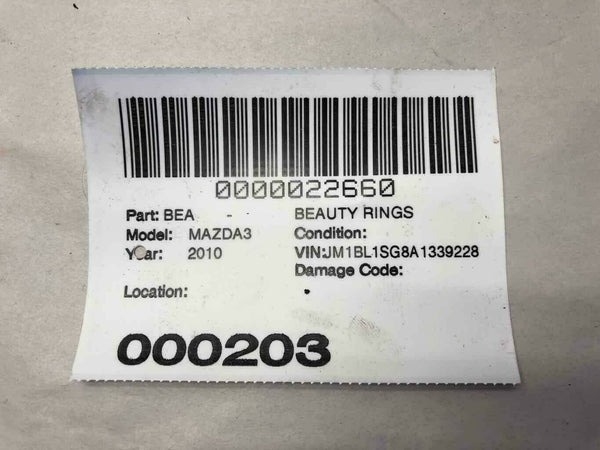 0000022660
Part: BEA - BEAUTY RINGS
Model: MAZDA3 Condition:
Year: 2010 VIN:JM1BL1SG8A1339228
Damage Code:
Location:
000203